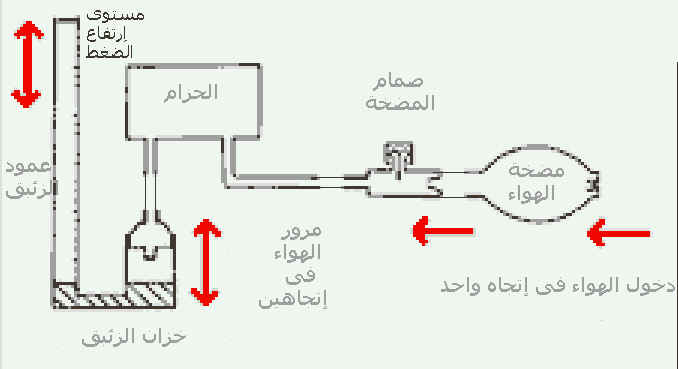 مستوى
إرتفاع
الضغط
الحزام
صمام
المضخة
مضخة
الهواء
عمود
الزئبق
مرور
الهواء
فى
إتجاهين
دخول الهواء فى إتجاه واحد
خزان الزئبق